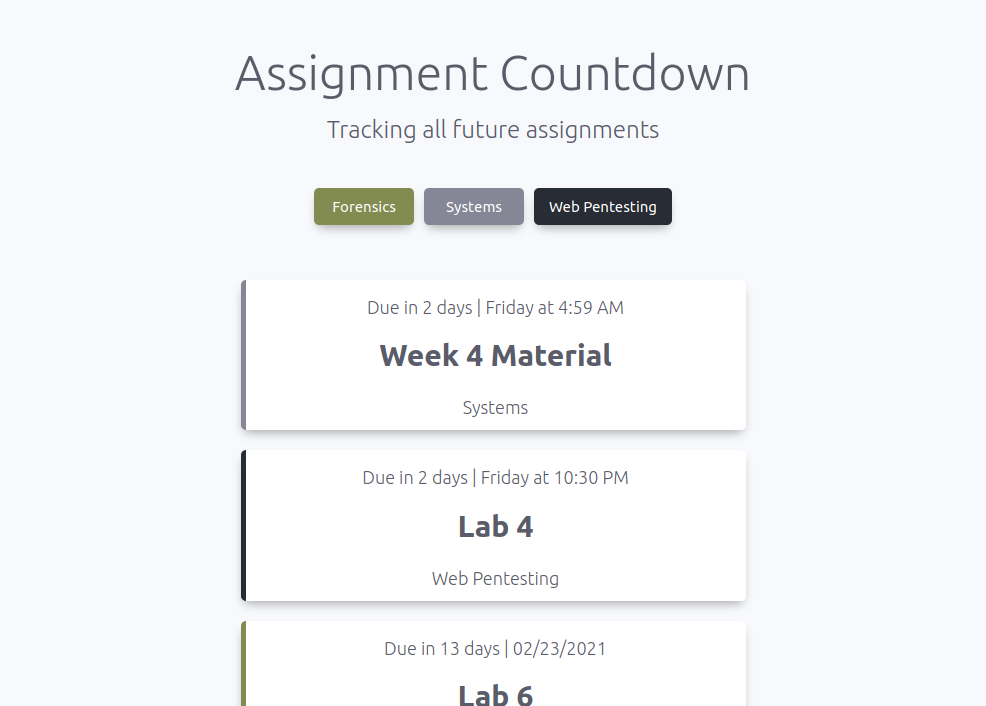 Assignment Countdown
Tracking all future assignments
Forensics Systems Web Pentesting
Due in 2 days | Friday at 4:59 AM
Week 4 Material
Systems
Due in 2 days | Friday at 10:30 PM
Lab 4
Web Pentesting
Due in 13 days | 02/23/2021
Lab 6